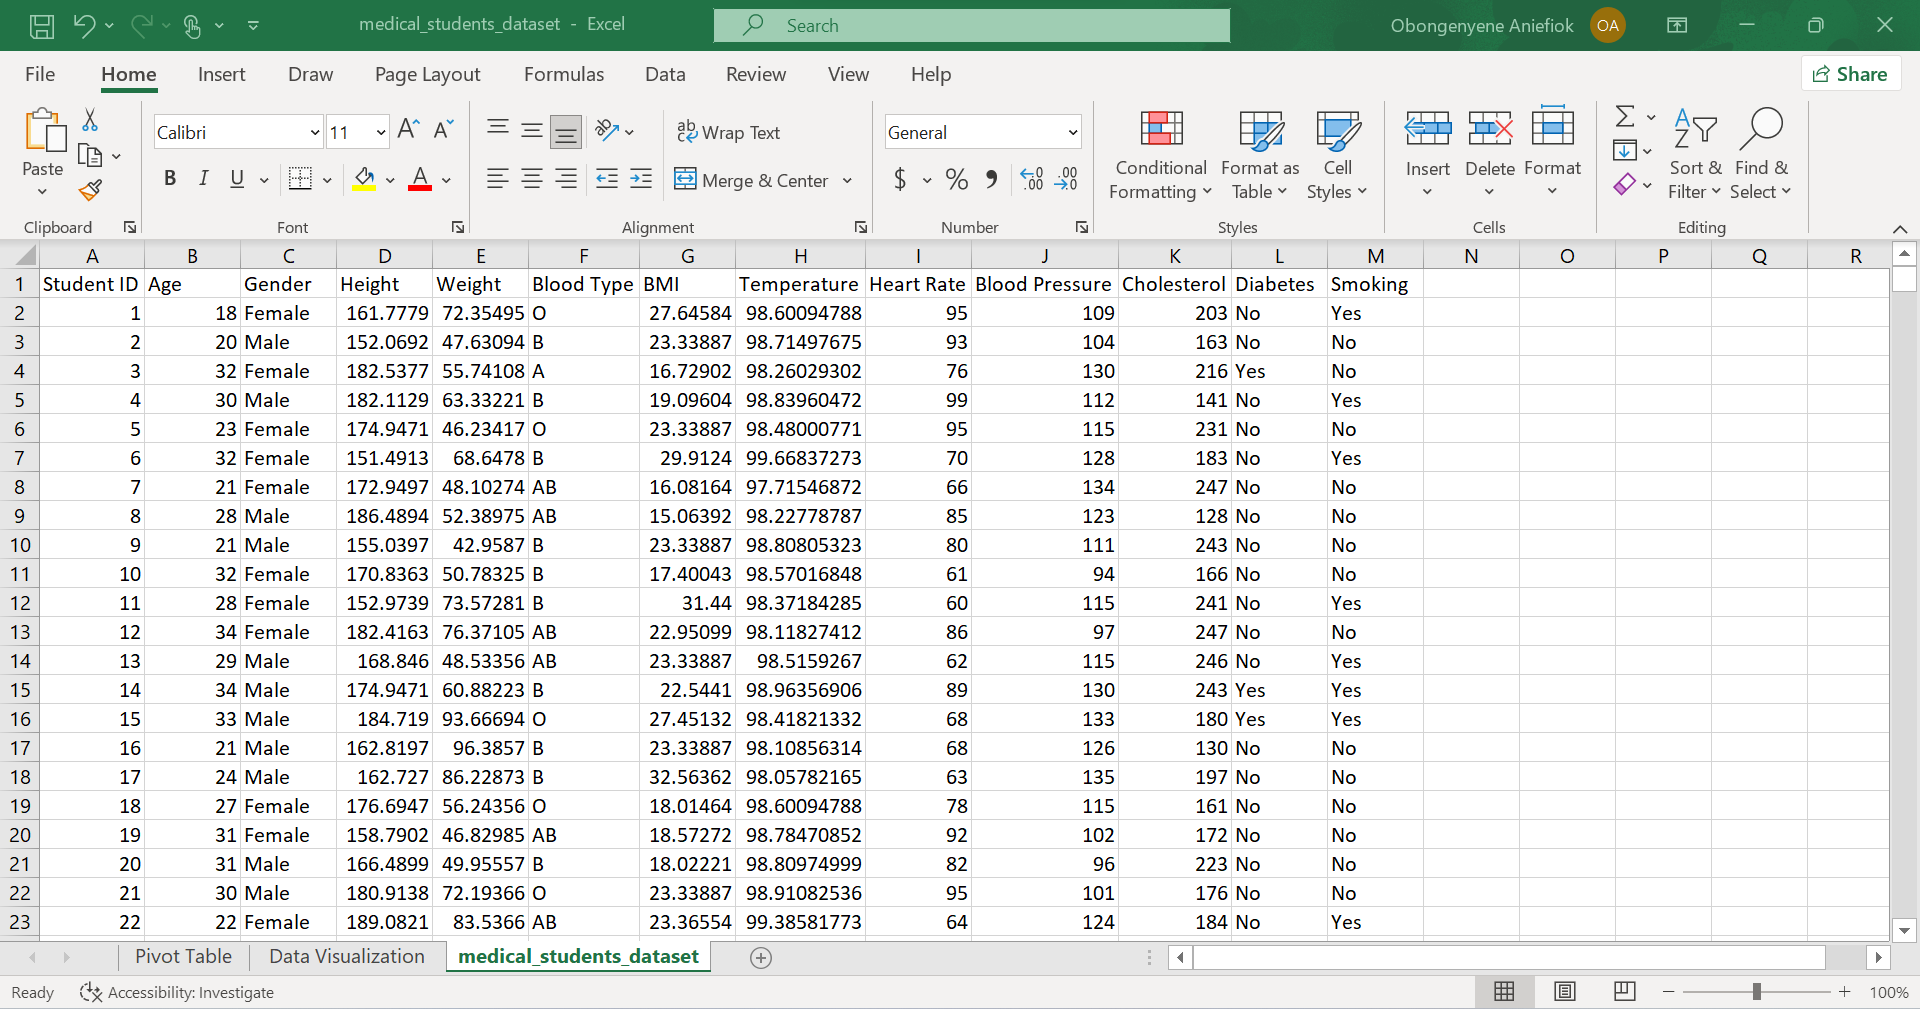 medical_students_dataset - Excel
Search
Obongenyene Aniefiok OA
File Home Insert Draw Page Layout Formulas Data Review View Help Share
Paste
Clipboard
Calibri 11
B I U A
Font
Wrap Text
Merge & Center
Alignment
General
$ % 9
Number
Conditional Formatting
Format as Table
Cell Styles
Styles
Insert Delete Format
Cells
Sort & Filter
Find & Select
Editing
A B C D E F G H I J K L M N O P Q R
1 Student ID Age Gender Height Weight Blood Type BMI Temperature Heart Rate Blood Pressure Cholesterol Diabetes Smoking
2 1 18 Female 161.7779 72.35495 O 27.64584 98.60094788 95 109 203 No Yes
3 2 20 Male 152.0692 47.63094 B 23.33887 98.71497675 93 104 163 No No
4 3 32 Female 182.5377 55.74108 A 16.72902 98.26029302 76 130 216 Yes No
5 4 30 Male 182.1129 63.33221 B 19.09604 98.83960472 99 112 141 No Yes
6 5 23 Female 174.9471 46.23417 O 23.33887 98.48000771 95 115 231 No No
7 6 32 Female 151.4913 68.6478 B 29.9124 99.66837273 70 128 183 No Yes
8 7 21 Female 172.9497 48.10274 AB 16.08164 97.71546872 66 134 247 No No
9 8 28 Male 186.4894 52.38975 AB 15.06392 98.22778787 85 123 128 No No
10 9 21 Male 155.0397 42.9587 B 23.33887 98.80805323 80 111 243 No No
11 10 32 Female 170.8363 50.78325 B 17.40043 98.57016848 61 94 166 No No
12 11 28 Female 152.9739 73.57281 B 31.44 98.37184285 60 115 241 No Yes
13 12 34 Female 182.4163 76.37105 AB 22.95099 98.11827412 86 97 247 No No
14 13 29 Male 168.846 48.53356 AB 23.33887 98.5159267 62 115 246 No Yes
15 14 34 Male 174.9471 60.88223 B 22.5441 98.96356906 89 130 243 Yes Yes
16 15 33 Male 184.719 93.66694 O 27.45132 98.41821332 68 133 180 Yes Yes
17 16 21 Male 162.8197 96.3857 B 23.33887 98.10856314 68 126 130 No No
18 17 24 Male 162.727 86.22873 B 32.56362 98.05782165 63 135 197 No No
19 18 27 Female 176.6947 56.24356 O 18.01464 98.60094788 78 115 161 No No
20 19 31 Female 158.7902 46.82985 AB 18.57272 98.78470852 92 102 172 No No
21 20 31 Male 166.4899 49.95557 B 18.02221 98.80974999 82 96 223 No No
22 21 30 Male 180.9138 72.19366 O 23.33887 98.91082536 95 101 176 No No
23 22 22 Female 189.0821 83.5366 AB 23.36554 99.38581773 64 124 184 No Yes
Pivot Table Data Visualization medical_students_dataset
Ready Accessibility: Investigate 100%